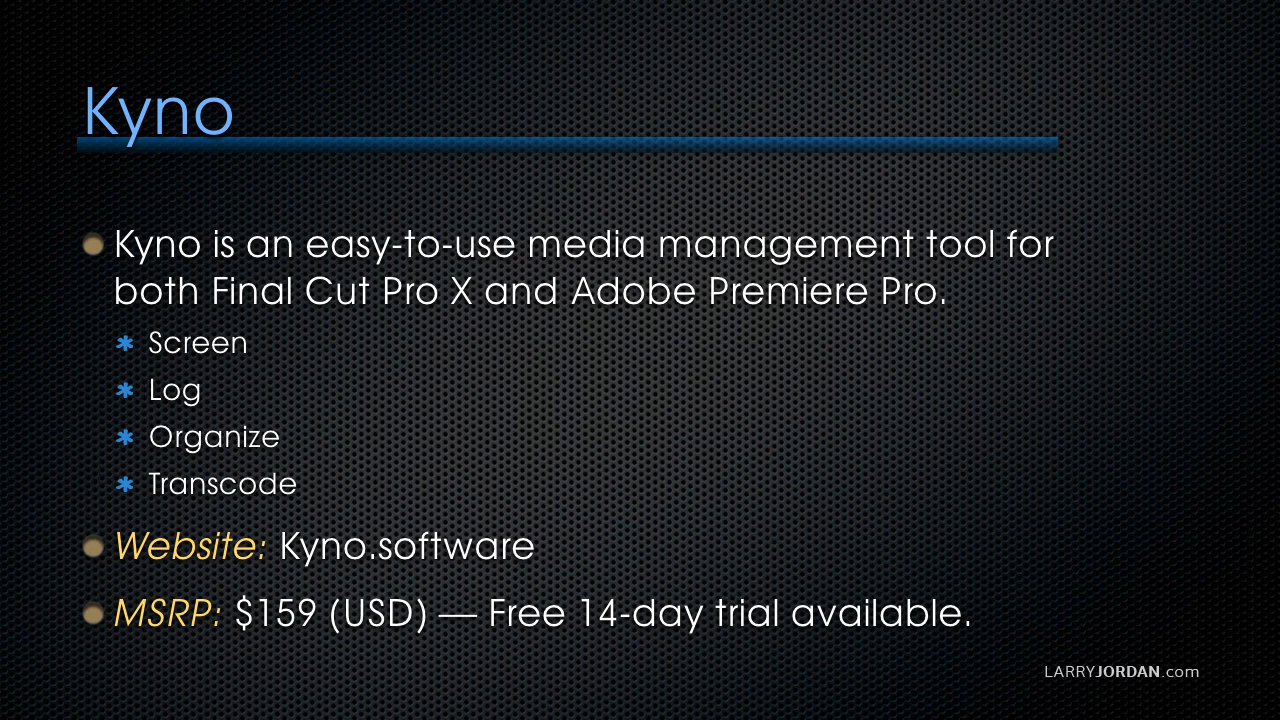 Kyno
Kyno is an easy-to-use media management tool for
both Final Cut Pro X and Adobe Premiere Pro.
Screen
Log
Organize
Transcode
Website: Kyno.software
MSRP: $159 (USD) — Free 14-day trial available.
LARRYJORDAN.com